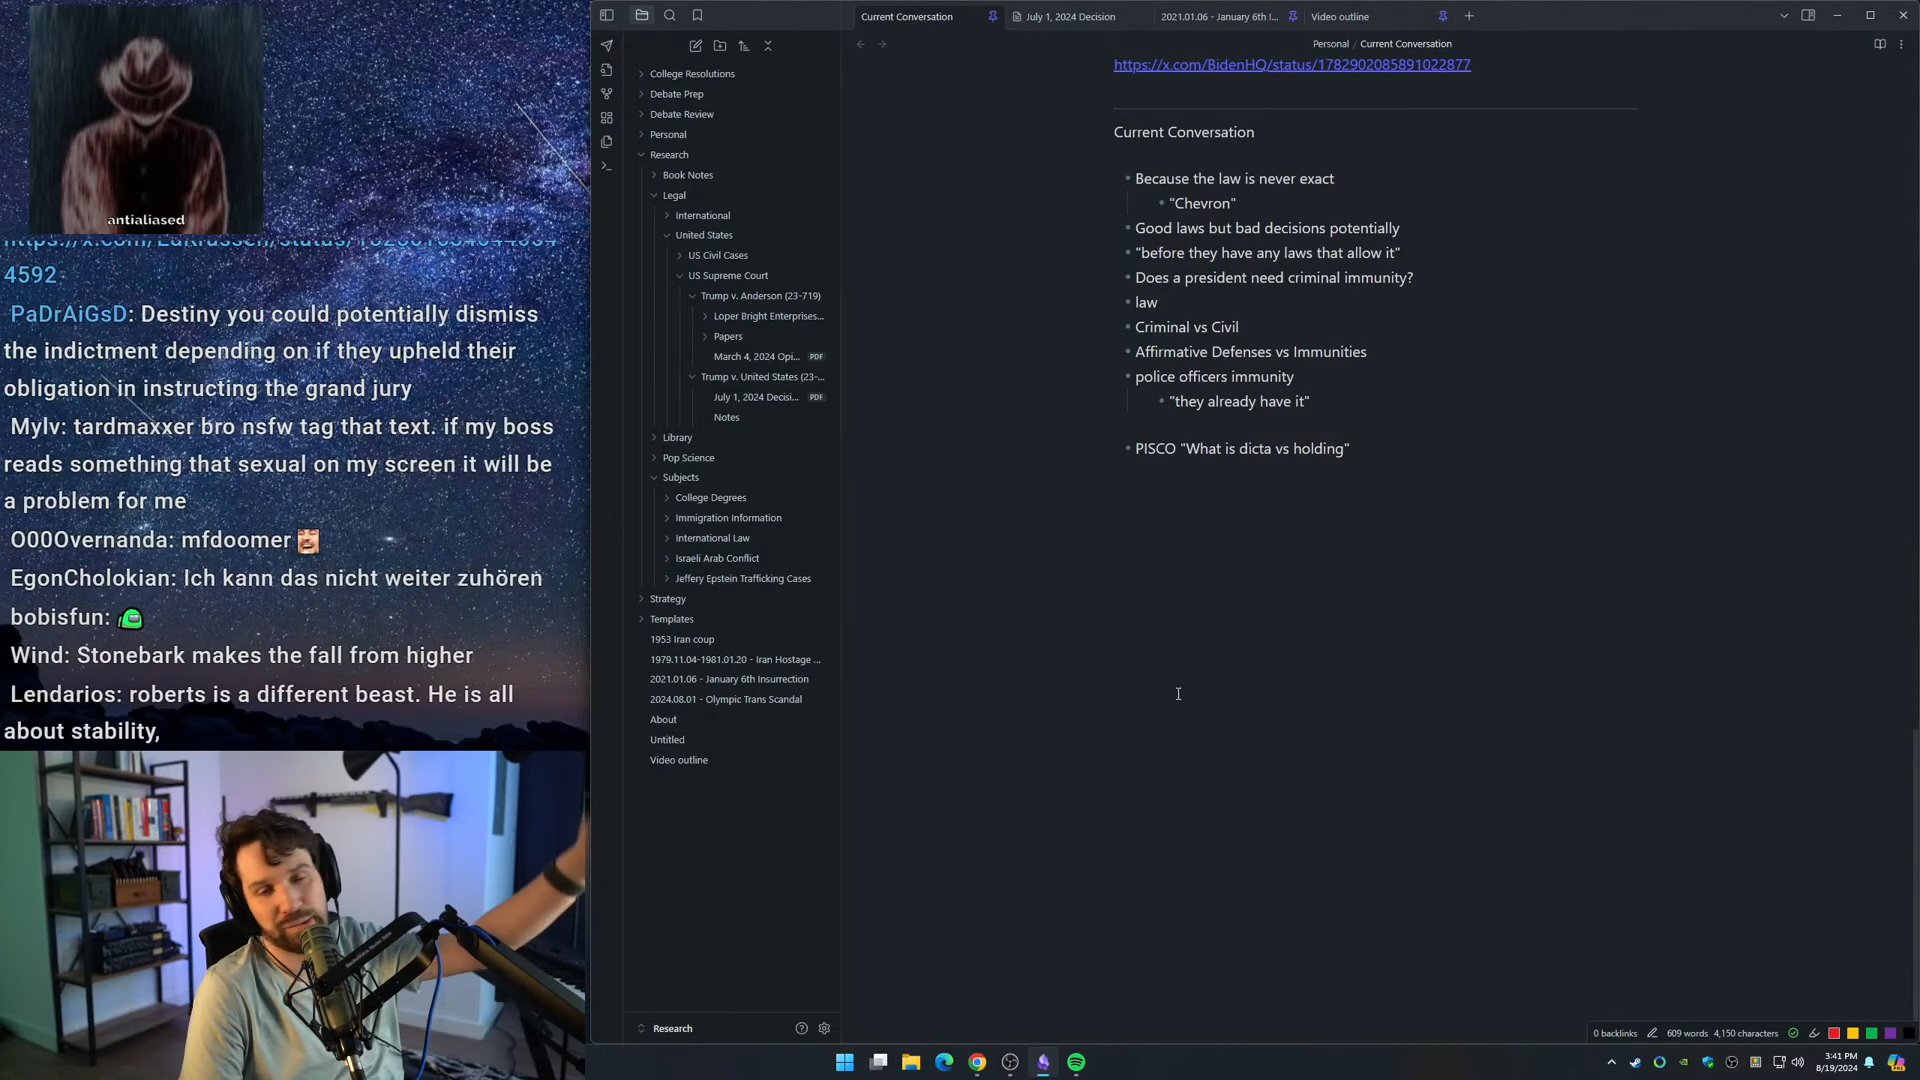 antialiased
4592
PaDrAiGsD: Destiny you could potentially dismiss
the indictment depending on if they upheld their
obligation in instructing the grand jury
Mylv: tardmaxxer bro nsfw tag that text. if my boss
reads something that sexual on my screen it will be
a problem for me
O00Overnanda: mfdoomer
EgonCholokian: Ich kann das nicht weiter zuhören
bobisfun:
Wind: Stonebark makes the fall from higher
Lendarios: roberts is a different beast. He is all
about stability,
College Resolutions
Debate Prep
Debate Review
Personal
Research
Book Notes
Legal
International
United States
US Civil Cases
US Supreme Court
Trump v. Anderson (23-719)
Loper Bright Enterprises...
Papers
March 4, 2024 Opi... PDF
Trump v. United States (23-...
July 1, 2024 Decisi... PDF
Notes
Library
Pop Science
Subjects
College Degrees
Immigration Information
International Law
Israeli Arab Conflict
Jeffery Epstein Trafficking Cases
Strategy
Templates
1953 Iran coup
1979.11.04-1981.01.20 - Iran Hostage ...
2021.01.06 - January 6th Insurrection
2024.08.01 - Olympic Trans Scandal
About
Untitled
Video outline
Research
Current Conversation
July 1, 2024 Decision
2021.01.06 - January 6th I...
Video outline
Personal / Current Conversation
https://x.com/BidenHQ/status/1782902085891022877
Current Conversation
Because the law is never exact
"Chevron"
Good laws but bad decisions potentially
"before they have any laws that allow it"
Does a president need criminal immunity?
law
Criminal vs Civil
Affirmative Defenses vs Immunities
police officers immunity
"they already have it"
PISCO "What is dicta vs holding"
0 backlinks 609 words 4,150 characters
3:41 PM
8/19/2024